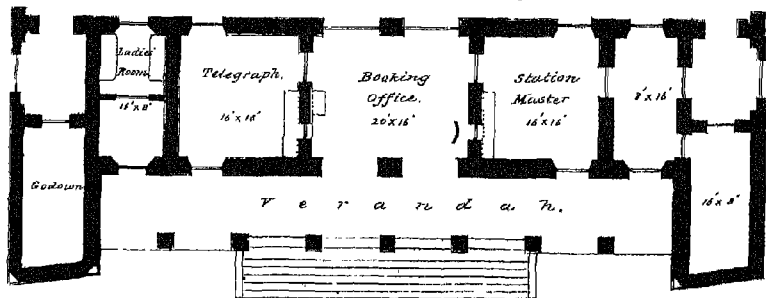 Ladies'
Room.
16' x 8'
Telegraph.
16' x 16'
Booking
Office.
20' x 16'
Station
Master
16' x 16'
8' x 16'
Godown.
Verandah.
16' x 8'